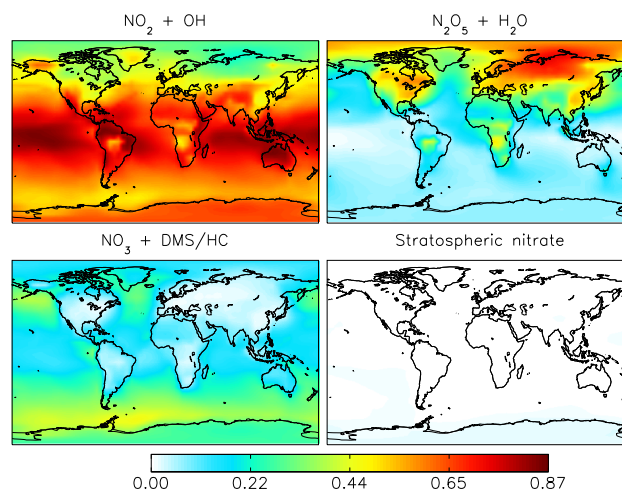 NO₂ + OH
N₂O₅ + H₂O
NO₃ + DMS/HC
Stratospheric nitrate
0.00 0.22 0.44 0.65 0.87